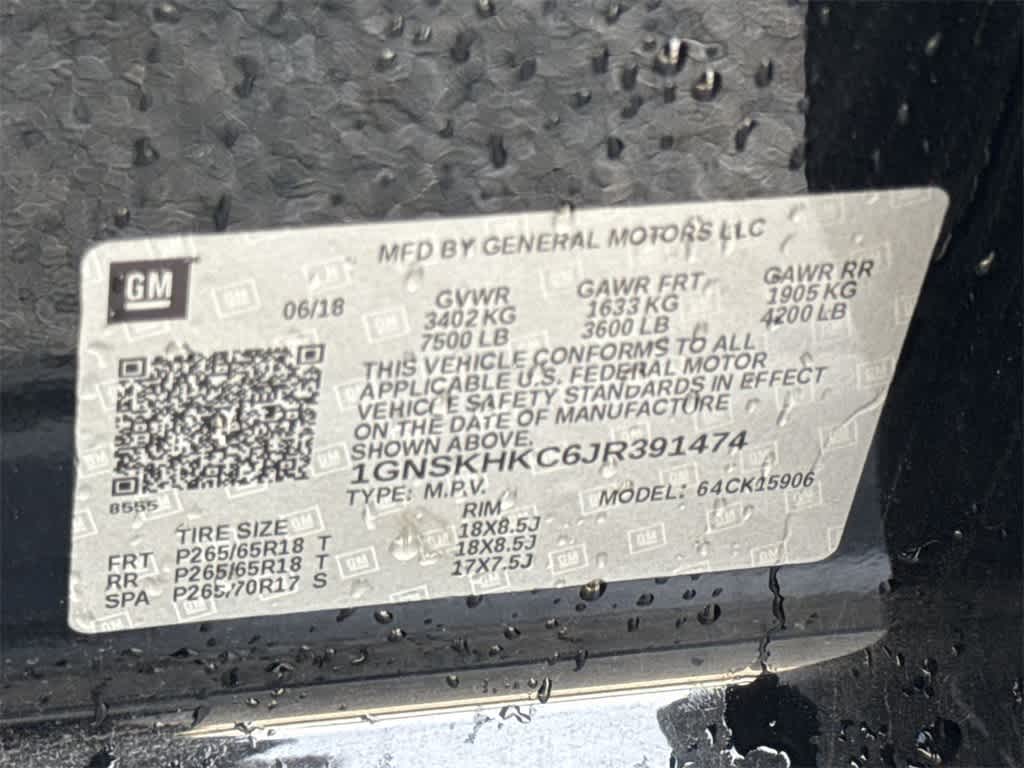 GM
MFD BY GENERAL MOTORS LLC
06/18
GVWR GAWR FRT GAWR RR
3402 KG 1633 KG 1905 KG
7500 LB 3600 LB 4200 LB
THIS VEHICLE CONFORMS TO ALL
APPLICABLE U.S. FEDERAL MOTOR
VEHICLE SAFETY STANDARDS IN EFFECT
ON THE DATE OF MANUFACTURE
SHOWN ABOVE.
1GNSKHKC6JR391474
TYPE: M.P.V. MODEL: 64CK15906
8555
TIRE SIZE RIM
FRT P265/65R18 T 18X8.5J
RR P265/65R18 T 18X8.5J
SPA P265/70R17 S 17X7.5J